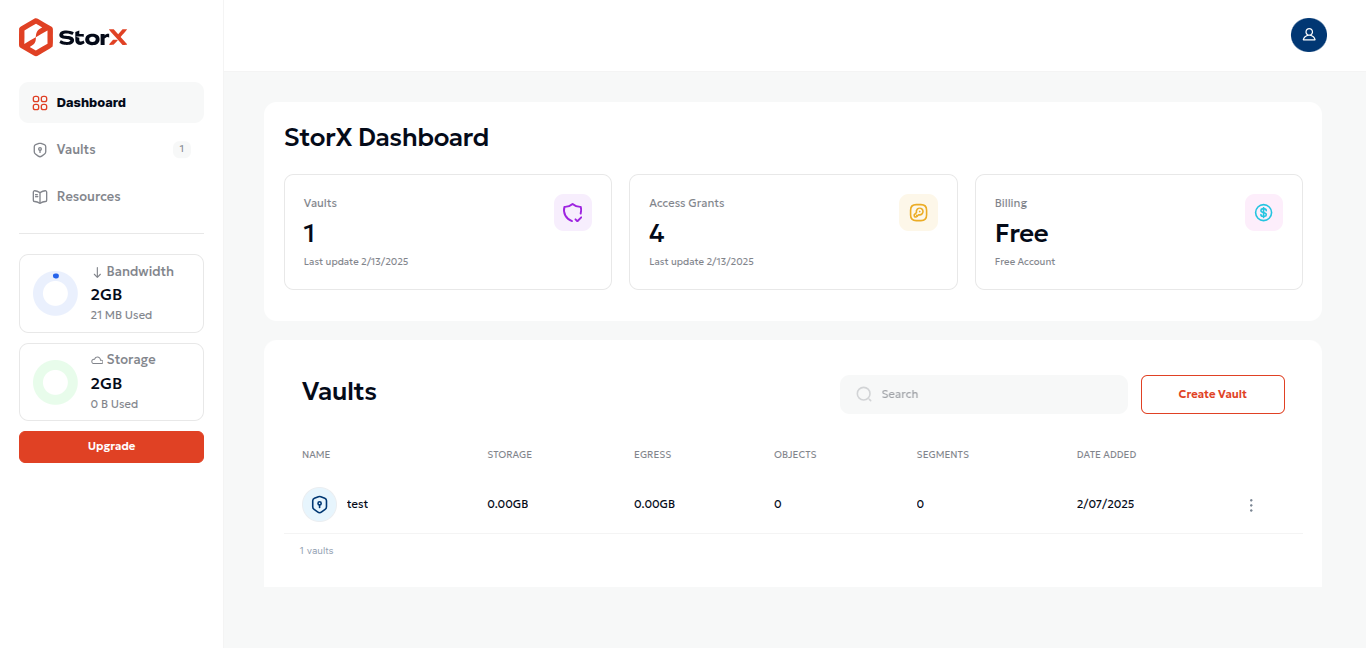 StorX
Dashboard
Vaults 1
Resources
Bandwidth
2GB
21 MB Used
Storage
2GB
0 B Used
Upgrade
StorX Dashboard
Vaults
1
Last update 2/13/2025
Access Grants
4
Last update 2/13/2025
Billing
Free
Free Account
Vaults
Search
Create Vault
NAME STORAGE EGRESS OBJECTS SEGMENTS DATE ADDED
test 0.00GB 0.00GB 0 0 2/07/2025
1 vaults